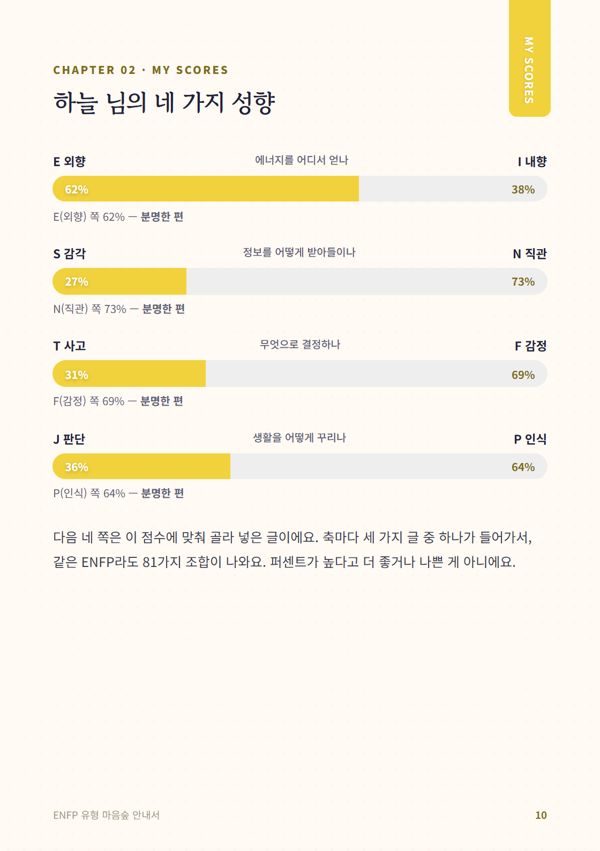 MY SCORES
CHAPTER 02 · MY SCORES
하늘 님의 네 가지 성향
E 외향 에너지를 어디서 얻나 I 내향
62% 38%
E(외향) 쪽 62% — 분명한 편
S 감각 정보를 어떻게 받아들이나 N 직관
27% 73%
N(직관) 쪽 73% — 분명한 편
T 사고 무엇으로 결정하나 F 감정
31% 69%
F(감정) 쪽 69% — 분명한 편
J 판단 생활을 어떻게 꾸리나 P 인식
36% 64%
P(인식) 쪽 64% — 분명한 편
다음 네 쪽은 이 점수에 맞춰 골라 넣은 글이에요. 축마다 세 가지 글 중 하나가 들어가서,
같은 ENFP라도 81가지 조합이 나와요. 퍼센트가 높다고 더 좋거나 나쁜 게 아니에요.
ENFP 유형 마음숲 안내서 10